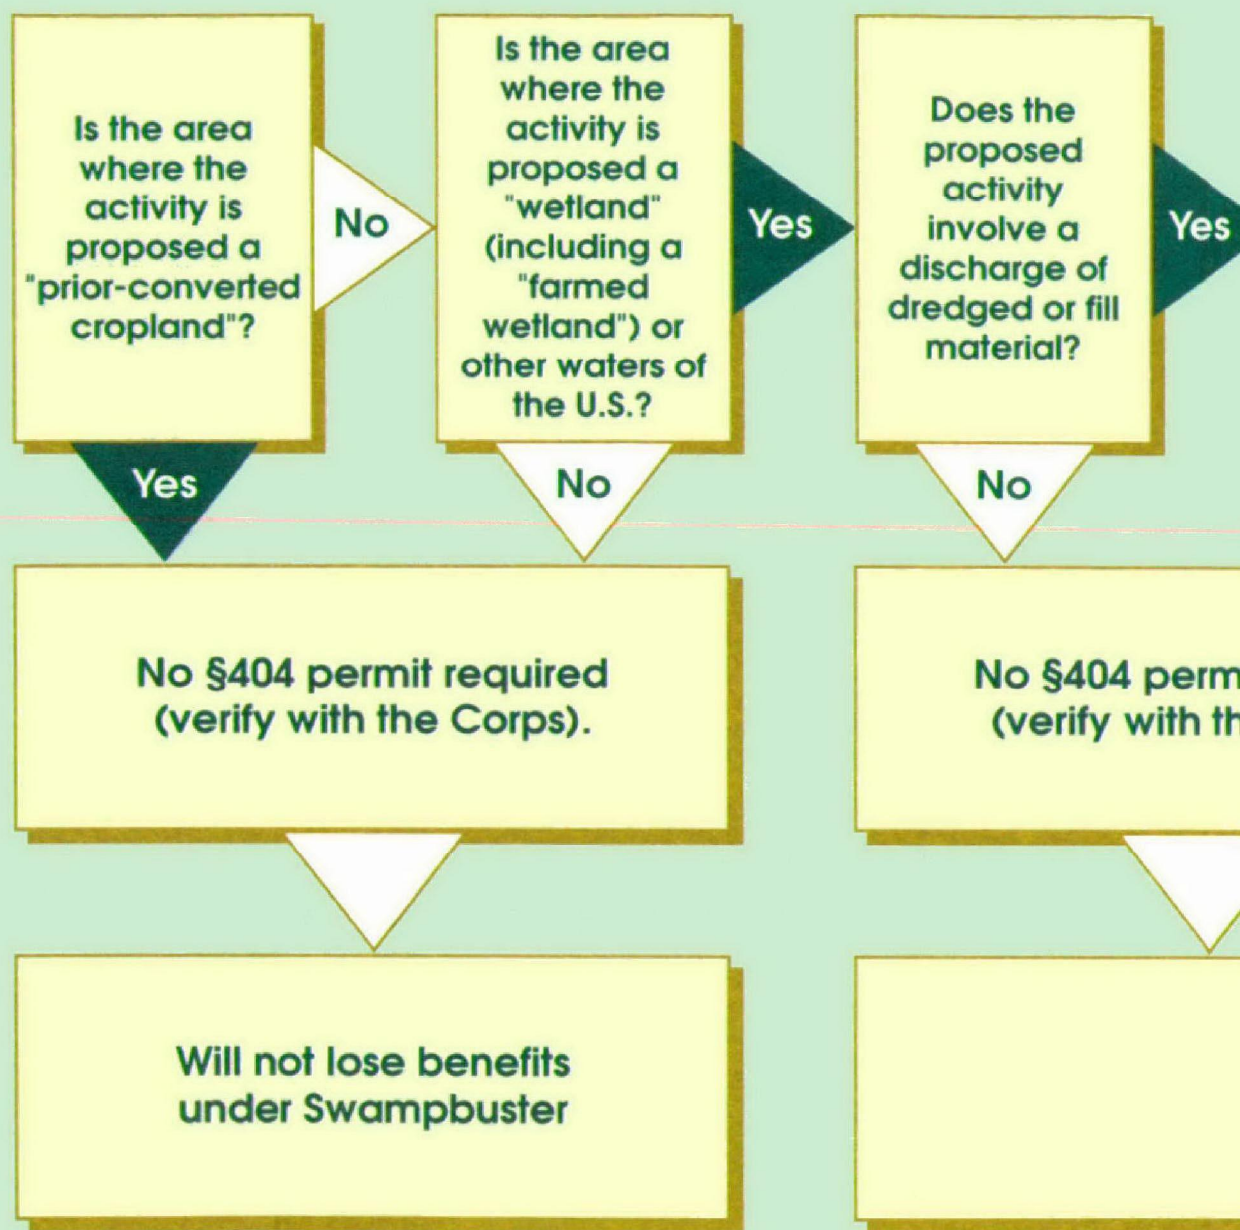 Is the area
where the
activity is
proposed a
"prior-converted
cropland"?
No
Is the area
where the
activity is
proposed a
"wetland"
(including a
"farmed
wetland") or
other waters of
the U.S.?
Yes
Does the
proposed
activity
involve a
discharge of
dredged or fill
material?
Yes
Yes
No
No
No §404 permit required
(verify with the Corps).
No §404
(verify with
Will not lose benefits
under Swampbuster